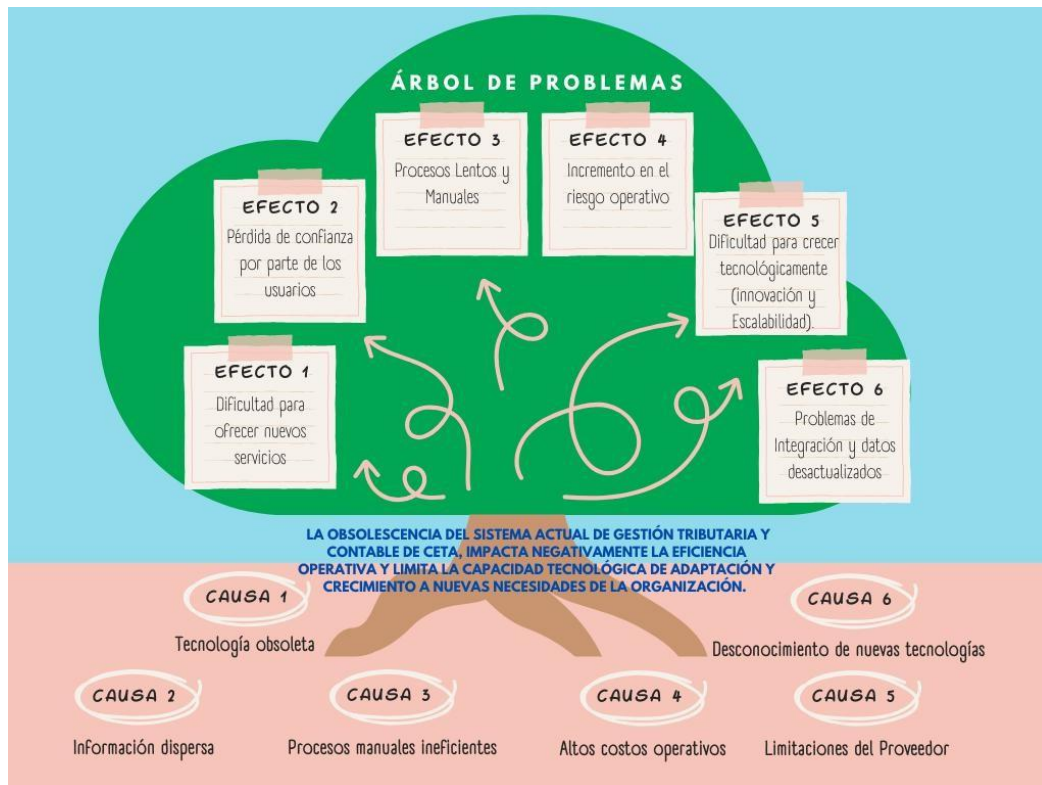 ÁRBOL DE PROBLEMAS
EFECTO 3
Procesos Lentos y
Manuales
EFECTO 4
Incremento en el
riesgo operativo
EFECTO 2
Pérdida de confianza
por parte de los
usuarios
EFECTO 5
Dificultad para crecer
tecnológicamente
(innovación y
Escalabilidad).
EFECTO 1
Dificultad para
ofrecer nuevos
servicios
EFECTO 6
Problemas de
Integración y datos
desactualizados
LA OBSOLESCENCIA DEL SISTEMA ACTUAL DE GESTIÓN TRIBUTARIA Y
CONTABLE DE CETA, IMPACTA NEGATIVAMENTE LA EFICIENCIA
OPERATIVA Y LIMITA LA CAPACIDAD TECNOLÓGICA DE ADAPTACIÓN Y
CRECIMIENTO A NUEVAS NECESIDADES DE LA ORGANIZACIÓN.
CAUSA 1
Tecnología obsoleta
CAUSA 6
Desconocimiento de nuevas tecnologías
CAUSA 2
Información dispersa
CAUSA 3
Procesos manuales ineficientes
CAUSA 4
Altos costos operativos
CAUSA 5
Limitaciones del Proveedor